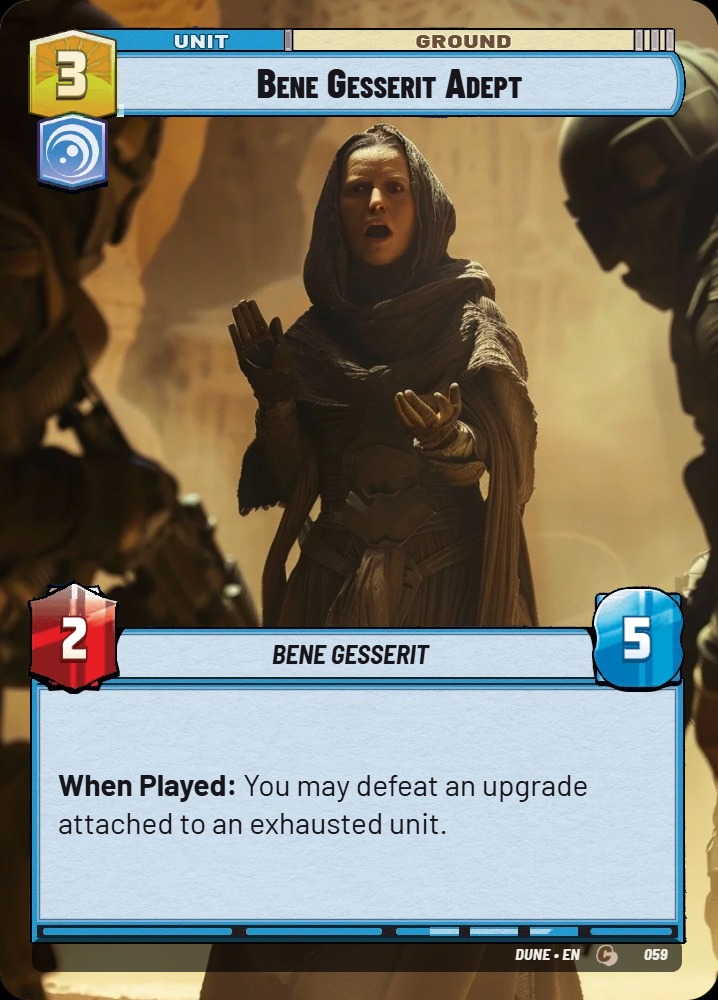 UNIT GROUND
3 Bene Gesserit Adept
2 BENE GESSERIT 5
When Played: You may defeat an upgrade
attached to an exhausted unit.
DUNE • EN C 059